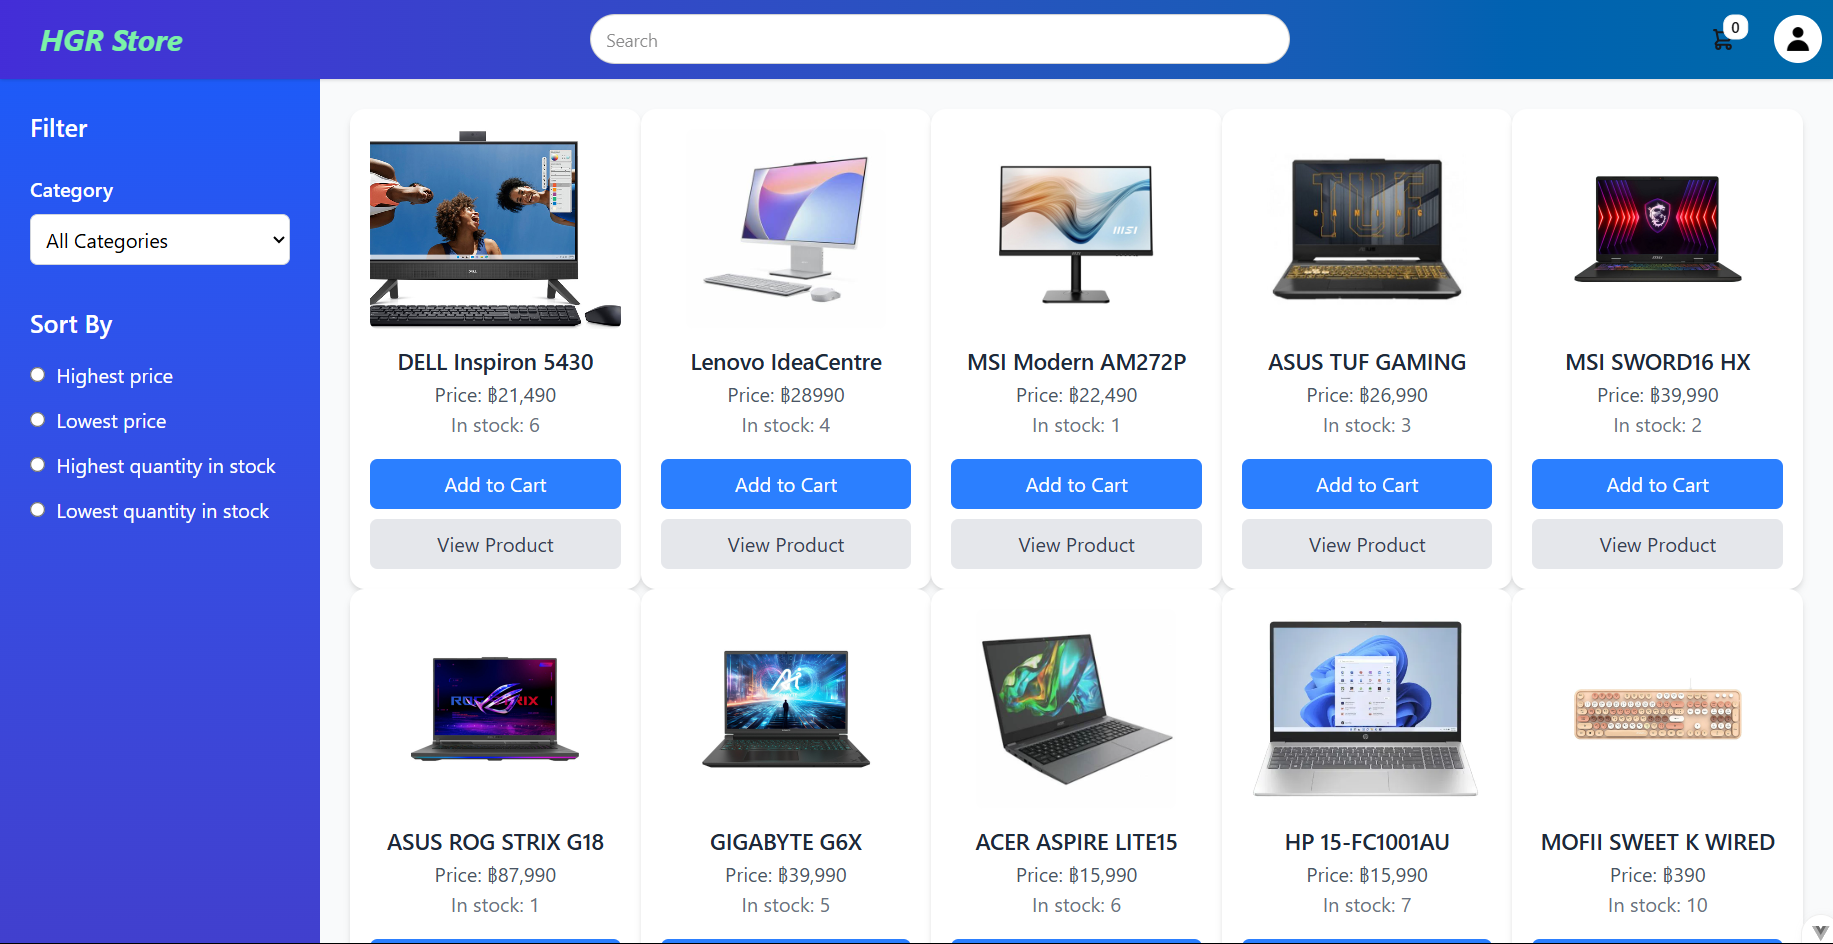 HGR Store
Search
0
Filter
Category
All Categories
Sort By
Highest price
Lowest price
Highest quantity in stock
Lowest quantity in stock
DELL
DELL Inspiron 5430
Price: ฿21,490
In stock: 6
Add to Cart
View Product
Lenovo IdeaCentre
Price: ฿28990
In stock: 4
Add to Cart
View Product
msi
MSI Modern AM272P
Price: ฿22,490
In stock: 1
Add to Cart
View Product
TUF
GAMING
ASUS TUF GAMING
Price: ฿26,990
In stock: 3
Add to Cart
View Product
MSI SWORD16 HX
Price: ฿39,990
In stock: 2
Add to Cart
View Product
ASUS ROG STRIX G18
Price: ฿87,990
In stock: 1
GIGABYTE G6X
Price: ฿39,990
In stock: 5
ACER ASPIRE LITE15
Price: ฿15,990
In stock: 6
HP 15-FC1001AU
Price: ฿15,990
In stock: 7
MOFII SWEET K WIRED
Price: ฿390
In stock: 10